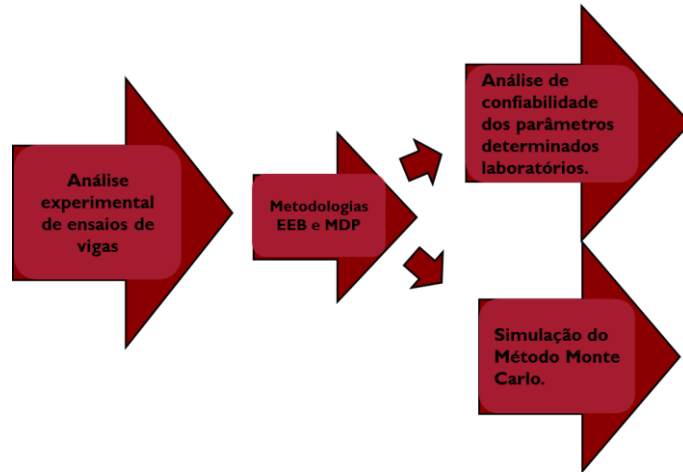 Análise
experimental
de ensaios de
vigas
Metodologias
EEB e MDP
Análise de
confiabilidade
dos parâmetros
determinados
laboratórios.
Simulação do
Método Monte
Carlo.